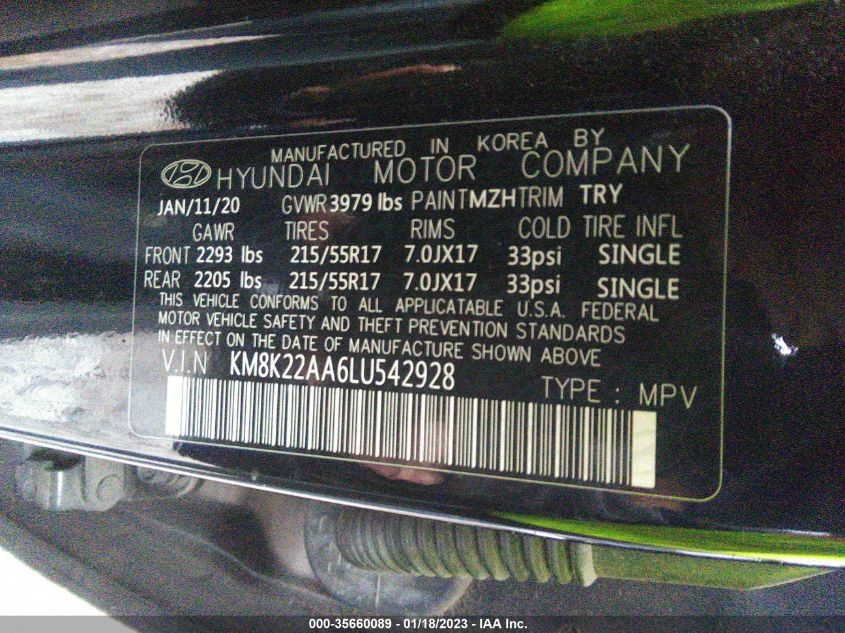 MANUFACTURED IN KOREA BY
HYUNDAI MOTOR COMPANY
JAN/11/20 GVWR 3979 lbs PAINT MZH TRIM TRY
GAWR TIRES RIMS COLD TIRE INFL
FRONT 2293 lbs 215/55R17 7.0JX17 33psi SINGLE
REAR 2205 lbs 215/55R17 7.0JX17 33psi SINGLE
THIS VEHICLE CONFORMS TO ALL APPLICABLE U.S.A. FEDERAL
MOTOR VEHICLE SAFETY AND THEFT PREVENTION STANDARDS
IN EFFECT ON THE DATE OF MANUFACTURE SHOWN ABOVE
V.I.N KM8K22AA6LU542928
TYPE : MPV
000-35660089 - 01/18/2023 - IAA Inc.